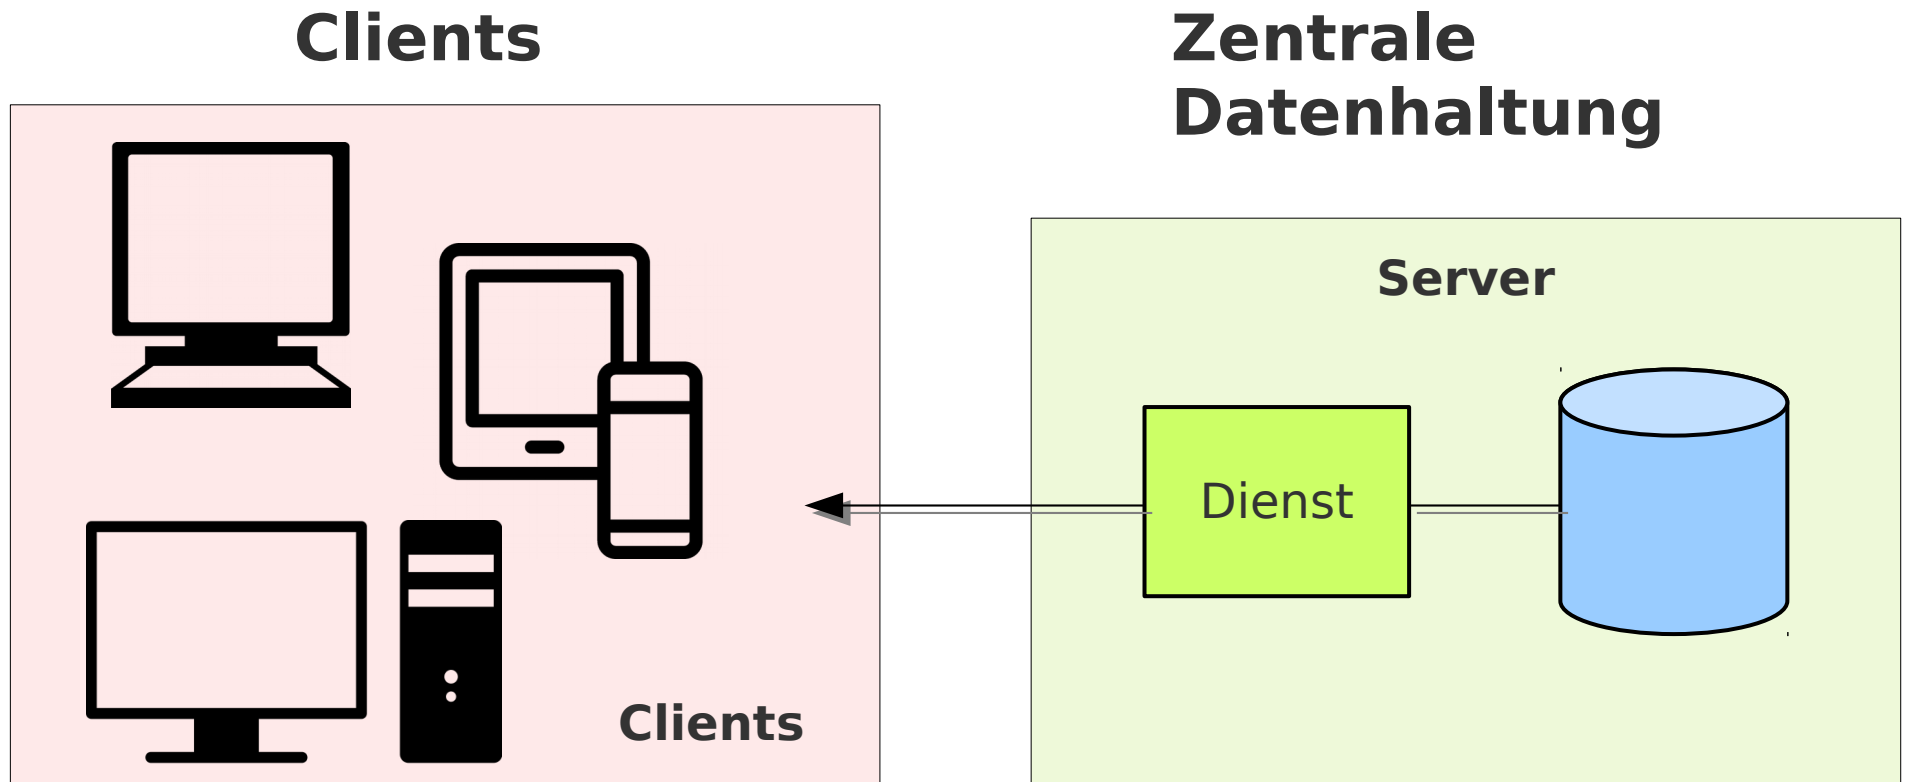 Clients
Zentrale
Datenhaltung
Server
Dienst
Clients